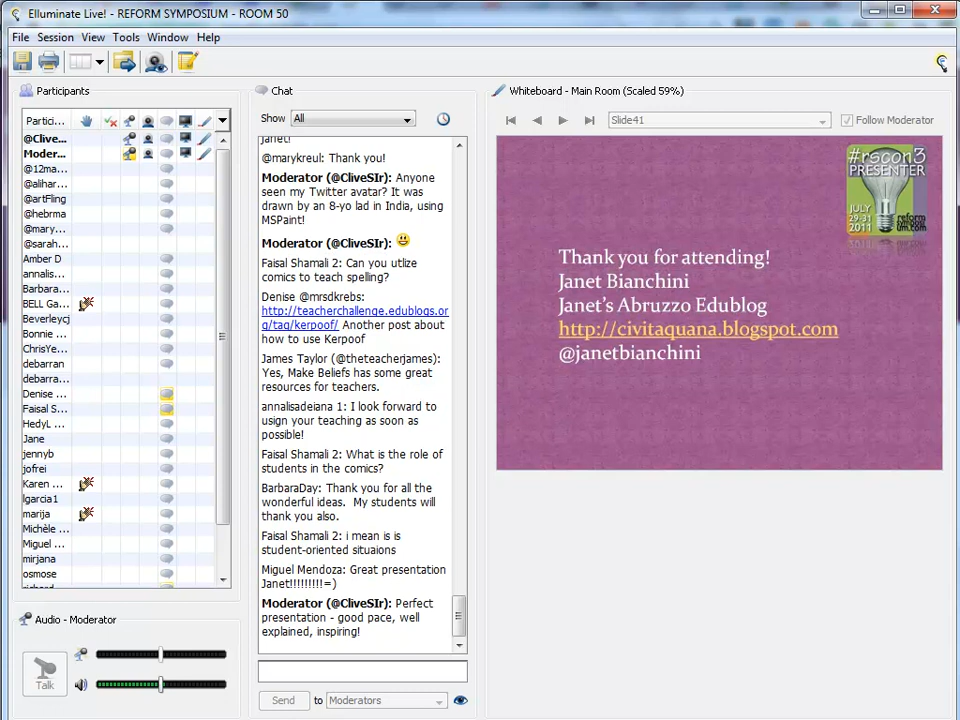 Elluminate Live! - REFORM SYMPOSIUM - ROOM 50
File Session View Tools Window Help
Participants
Partici...
@Clive...
Moder...
@12ma...
@alihar...
@artFling
@hebrma
@mary...
@sarah...
Amber D
annalis...
Barbara...
BELL Ga...
Beverleycj
Bonnie ...
ChrisYe...
debarran
debarra...
Denise ...
Faisal S...
HedyL ...
Jane
jennyb
jofrei
Karen ...
lgarcia1
marija
Michèle ...
Miguel ...
mirjana
osmose
Audio - Moderator
Talk
Chat
Show All
Janet!
@marykreul: Thank you!
Moderator (@CliveSIr): Anyone
seen my Twitter avatar? It was
drawn by an 8-yo lad in India, using
MSPaint!
Moderator (@CliveSIr):
Faisal Shamali 2: Can you utlize
comics to teach spelling?
Denise @mrsdkrebs:
http://teacherchallenge.edublogs.or
g/tag/kerpoof/ Another post about
how to use Kerpoof
James Taylor (@theteacherjames):
Yes, Make Beliefs has some great
resources for teachers.
annalisadeiana 1: I look forward to
usign your teaching as soon as
possible!
Faisal Shamali 2: What is the role of
students in the comics?
BarbaraDay: Thank you for all the
wonderful ideas. My students will
thank you also.
Faisal Shamali 2: i mean is is
student-oriented situaions
Miguel Mendoza: Great presentation
Janet!!!!!!!!!=)
Moderator (@CliveSIr): Perfect
presentation - good pace, well
explained, inspiring!
Send to Moderators
Whiteboard - Main Room (Scaled 59%)
Slide41
Follow Moderator
#rscon3
PRESENTER
JULY
29-31
2011
reform
symposi
um.com
Thank you for attending!
Janet Bianchini
Janet's Abruzzo Edublog
http://civitaquana.blogspot.com
@janetbianchini